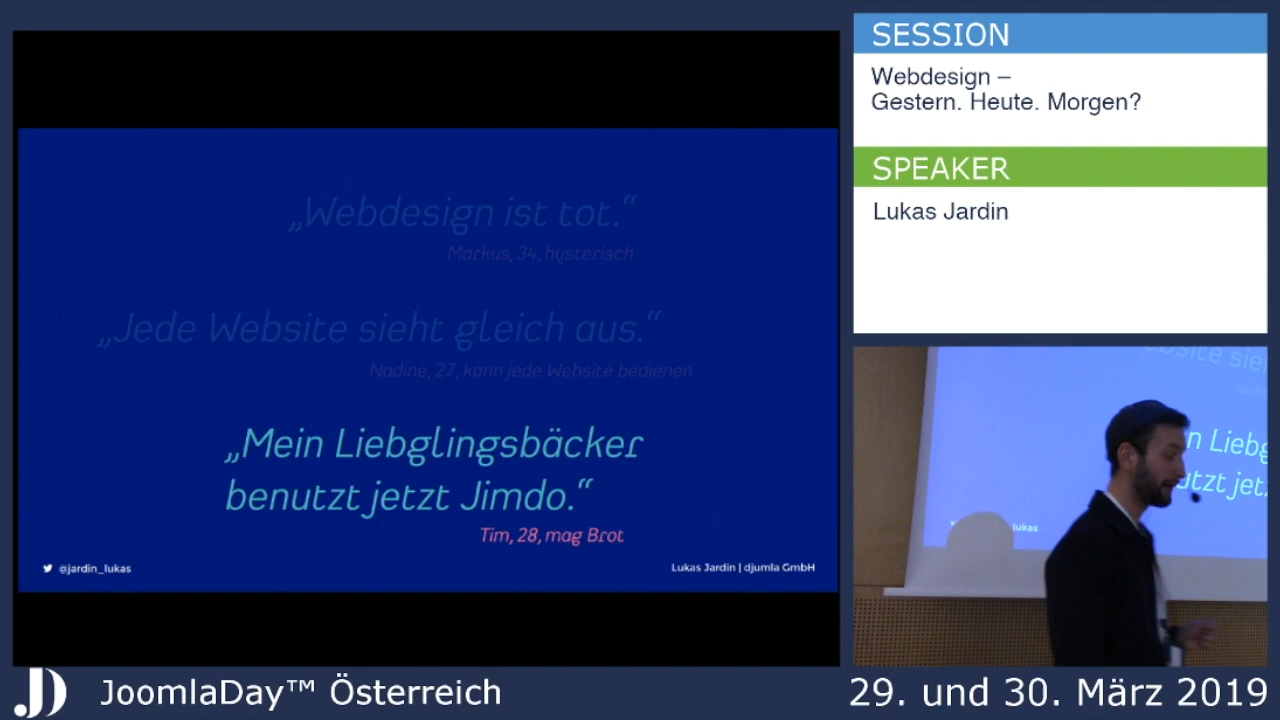 SESSION
Webdesign –
Gestern. Heute. Morgen?
SPEAKER
Lukas Jardin
„Webdesign ist tot.“
Markus, 34, hysterisch
„Jede Website sieht gleich aus.“
Nadine, 27, kann jede Website bedienen
„Mein Liebglingsbäcker
benutzt jetzt Jimdo.“
Tim, 28, mag Brot
@jardin_lukas
Lukas Jardin | djumla GmbH
JD JoomlaDay™ Österreich
29. und 30. März 2019